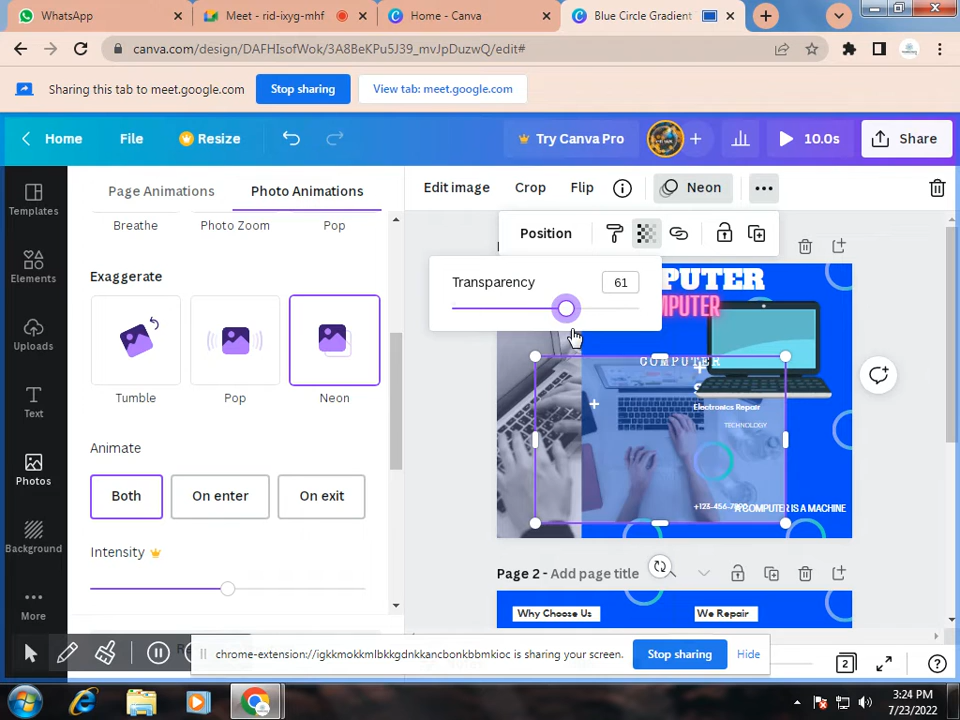 WhatsApp
Meet - rid-ixyg-mhf
Home - Canva
Blue Circle Gradient
canva.com/design/DAFHIsofWok/3A8BeKPu5J39_mvJpDuzwQ/edit#
Sharing this tab to meet.google.com
Stop sharing
View tab: meet.google.com
Home
File
Resize
Try Canva Pro
10.0s
Share
Templates
Elements
Uploads
Text
Photos
Background
More
Page Animations
Photo Animations
Breathe
Photo Zoom
Pop
Exaggerate
Tumble
Pop
Neon
Animate
Both
On enter
On exit
Intensity
Edit image
Crop
Flip
Neon
Position
Transparency
61
PUTER
MPUTER
COMPUTER
Electronics Repair
TECHNOLOGY
A COMPUTER IS A MACHINE
Page 2 - Add page title
Why Choose Us
We Repair
chrome-extension://igkkmokkmlbkkgdnkkancbonkbbmkioc is sharing your screen.
Stop sharing
Hide
2
3:24 PM
7/23/2022